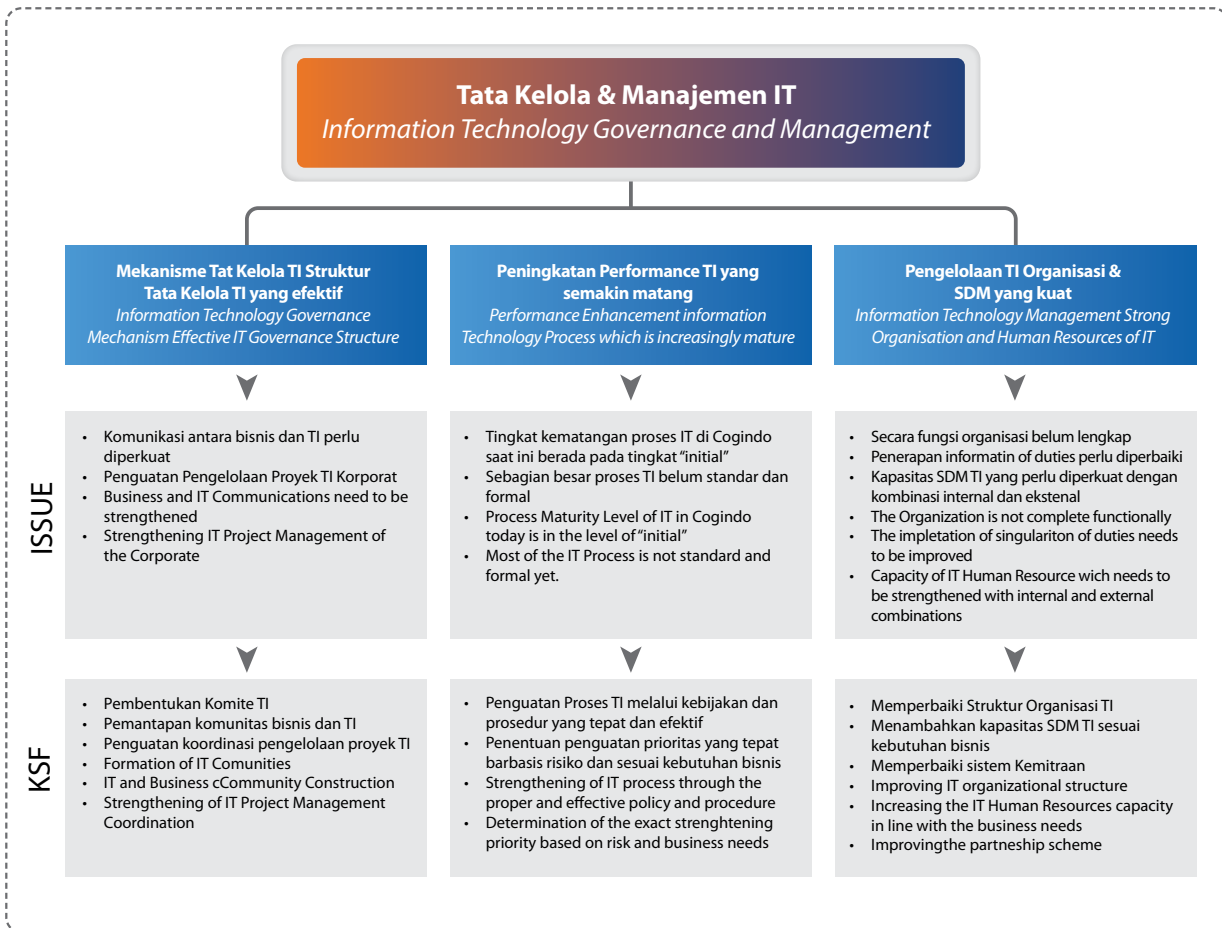 Tata Kelola & Manajemen IT
Information Technology Governance and Management
Mekanisme Tat Kelola TI Struktur
Tata Kelola TI yang efektif
Information Technology Governance
Mechanism Effective IT Governance Structure
Peningkatan Performance TI yang
semakin matang
Performance Enhancement information
Technology Process which is increasingly mature
Pengelolaan TI Organisasi &
SDM yang kuat
Information Technology Management Strong
Organisation and Human Resources of IT
ISSUE
• Komunikasi antara bisnis dan TI perlu
diperkuat
• Penguatan Pengelolaan Proyek TI Korporat
• Business and IT Communications need to be
strengthened
• Strengthening IT Project Management of
the Corporate
• Tingkat kematangan proses IT di Cogindo
saat ini berada pada tingkat “initial”
• Sebagian besar proses TI belum standar dan
formal
• Process Maturity Level of IT in Cogindo
today is in the level of “initial”
• Most of the IT Process is not standard and
formal yet.
• Secara fungsi organisasi belum lengkap
• Penerapan informatin of duties perlu diperbaiki
• Kapasitas SDM TI yang perlu diperkuat dengan
kombinasi internal dan ekstenal
• The Organization is not complete functionally
• The impletation of singulariton of duties needs
to be improved
• Capacity of IT Human Resource wich needs to
be strengthened with internal and external
combinations
KSF
• Pembentukan Komite TI
• Pemantapan komunitas bisnis dan TI
• Penguatan koordinasi pengelolaan proyek TI
• Formation of IT Comunities
• IT and Business cCommunity Construction
• Strengthening of IT Project Management
Coordination
• Penguatan Proses TI melalui kebijakan dan
prosedur yang tepat dan efektif
• Penentuan penguatan prioritas yang tepat
barbasis risiko dan sesuai kebutuhan bisnis
• Strengthening of IT process through the
proper and effective policy and procedure
• Determination of the exact strenghtening
priority based on risk and business needs
• Memperbaiki Struktur Organisasi TI
• Menambahkan kapasitas SDM TI sesuai
kebutuhan bisnis
• Memperbaiki sistem Kemitraan
• Improving IT organizational structure
• Increasing the IT Human Resources capacity
in line with the business needs
• Improvingthe partneship scheme